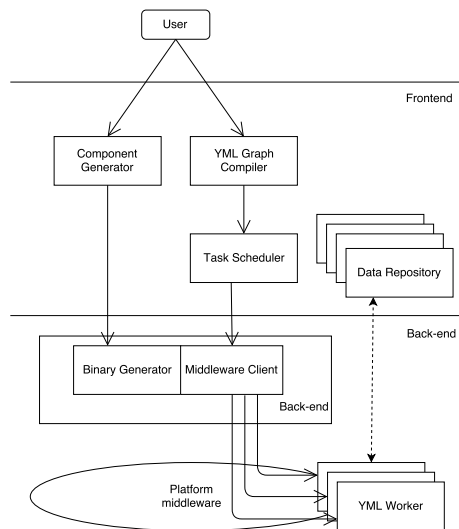 User
Frontend
Component
Generator
YML Graph
Compiler
Task Scheduler
Data Repository
Back-end
Binary Generator
Middleware Client
Back-end
Platform
middleware
YML Worker